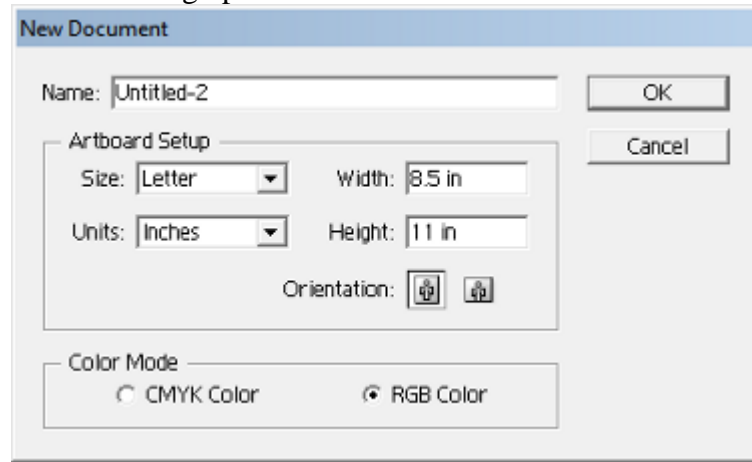 New Document
Name: Untitled-2
OK
Artboard Setup
Cancel
Size: Letter
Width: 8.5 in
Units: Inches
Height: 11 in
Orientation:
Color Mode
CMYK Color
RGB Color